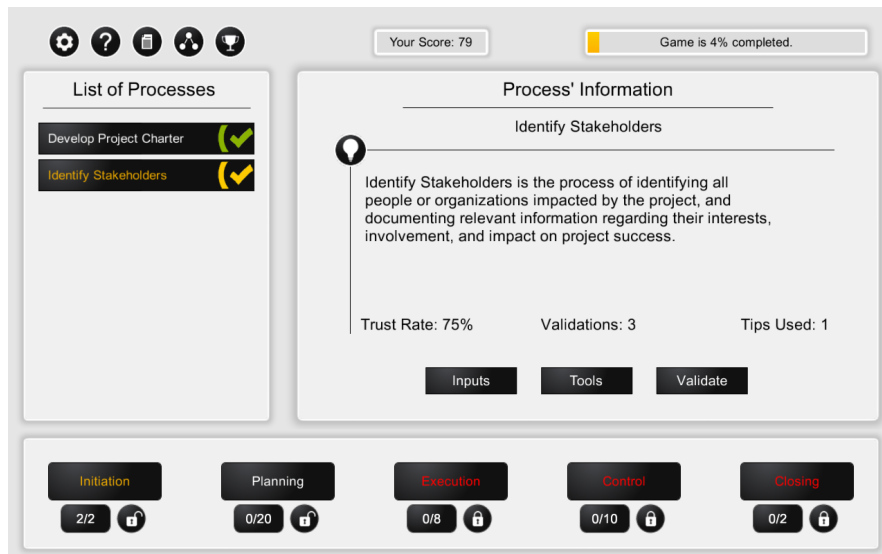 ?
Your Score: 79
Game is 4% completed.
List of Processes
Develop Project Charter
Identify Stakeholders
Process' Information
Identify Stakeholders
Identify Stakeholders is the process of identifying all
people or organizations impacted by the project, and
documenting relevant information regarding their interests,
involvement, and impact on project success.
Trust Rate: 75%
Validations: 3
Tips Used: 1
Inputs
Tools
Validate
Initiation
Planning
Execution
Control
Closing
2/2
0/20
0/8
0/10
0/2